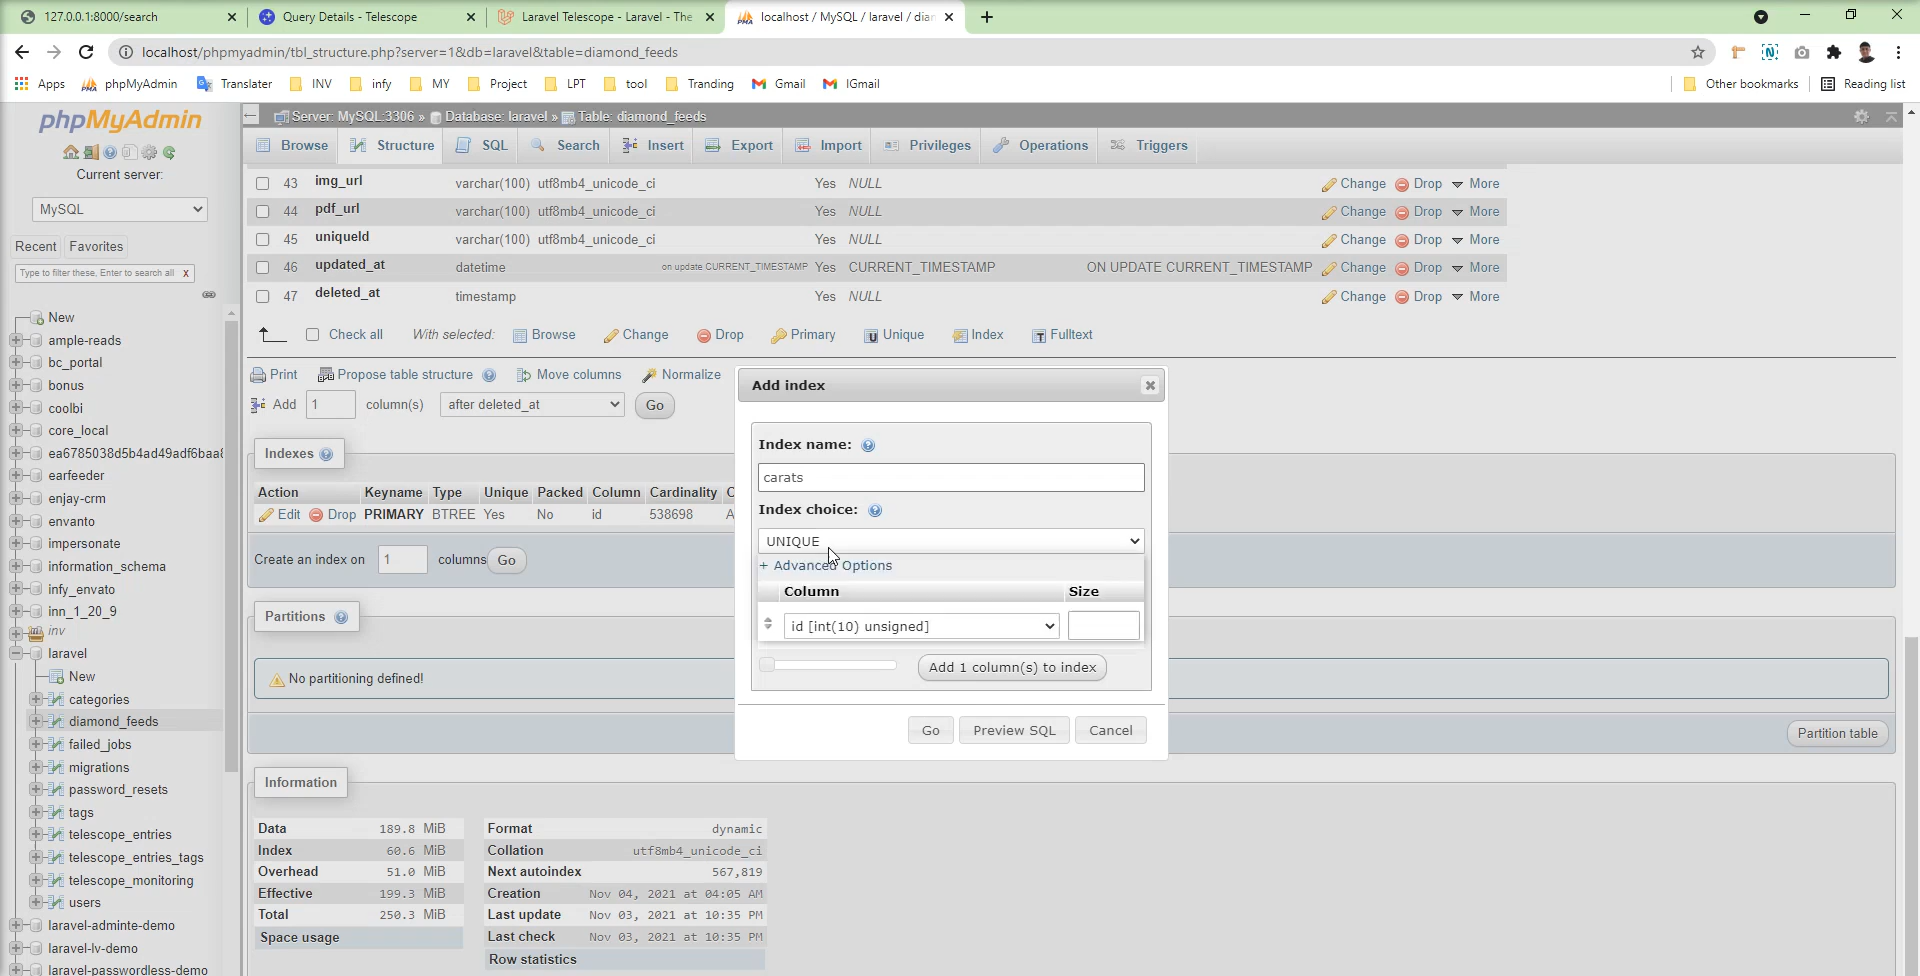 127.0.0.1:8000/search
Query Details - Telescope
Laravel Telescope - Laravel - The
localhost / MySQL / laravel / dian
localhost/phpmyadmin/tbl_structure.php?server=1&db=laravel&table=diamond_feeds
Apps phpMyAdmin Translater INV infy MY Project LPT tool Tranding Gmail IGmail Other bookmarks Reading list
phpMyAdmin
Current server:
MySQL
Recent Favorites
Type to filter these, Enter to search all X
New
ample-reads
bc_portal
bonus
coolbi
core_local
ea6785038d5b4ad49adf6baa8
earfeeder
enjay-crm
envanto
impersonate
information_schema
infy_envato
inn_1_20_9
inv
laravel
New
categories
diamond_feeds
failed_jobs
migrations
password_resets
tags
telescope_entries
telescope_entries_tags
telescope_monitoring
users
laravel-adminte-demo
laravel-lv-demo
laravel-passwordless-demo
Server: MySQL:3306 » Database: laravel » Table: diamond_feeds
Browse Structure SQL Search Insert Export Import Privileges Operations Triggers
43 img_url varchar(100) utf8mb4_unicode_ci Yes NULL Change Drop More
44 pdf_url varchar(100) utf8mb4_unicode_ci Yes NULL Change Drop More
45 uniqueId varchar(100) utf8mb4_unicode_ci Yes NULL Change Drop More
46 updated_at datetime on update CURRENT_TIMESTAMP Yes CURRENT_TIMESTAMP ON UPDATE CURRENT_TIMESTAMP Change Drop More
47 deleted_at timestamp Yes NULL Change Drop More
Check all With selected: Browse Change Drop Primary Unique Index Fulltext
Print Propose table structure Move columns Normalize
Add 1 column(s) after deleted_at Go
Indexes
Action Keyname Type Unique Packed Column Cardinality C
Edit Drop PRIMARY BTREE Yes No id 538698 A
Create an index on 1 columns Go
Partitions
No partitioning defined!
Partition table
Information
Data 189.8 MiB
Index 60.6 MiB
Overhead 51.0 MiB
Effective 199.3 MiB
Total 250.3 MiB
Space usage
Format dynamic
Collation utf8mb4_unicode_ci
Next autoindex 567,819
Creation Nov 04, 2021 at 04:05 AM
Last update Nov 03, 2021 at 10:35 PM
Last check Nov 03, 2021 at 10:35 PM
Row statistics
Add index
Index name:
carats
Index choice:
UNIQUE
+ Advanced Options
Column Size
id [int(10) unsigned]
Add 1 column(s) to index
Go Preview SQL Cancel